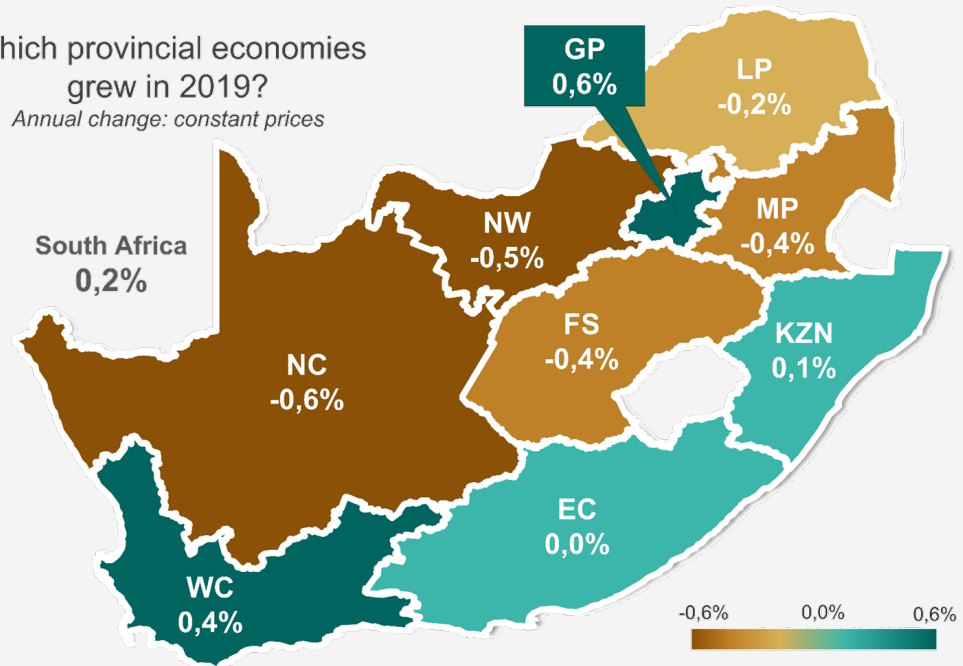 hich provincial economies
grew in 2019?
Annual change: constant prices
GP
0,6%
LP
-0,2%
NW
-0,5%
MP
-0,4%
South Africa
0,2%
FS
-0,4%
KZN
0,1%
NC
-0,6%
EC
0,0%
WC
0,4%
-0,6% 0,0% 0,6%